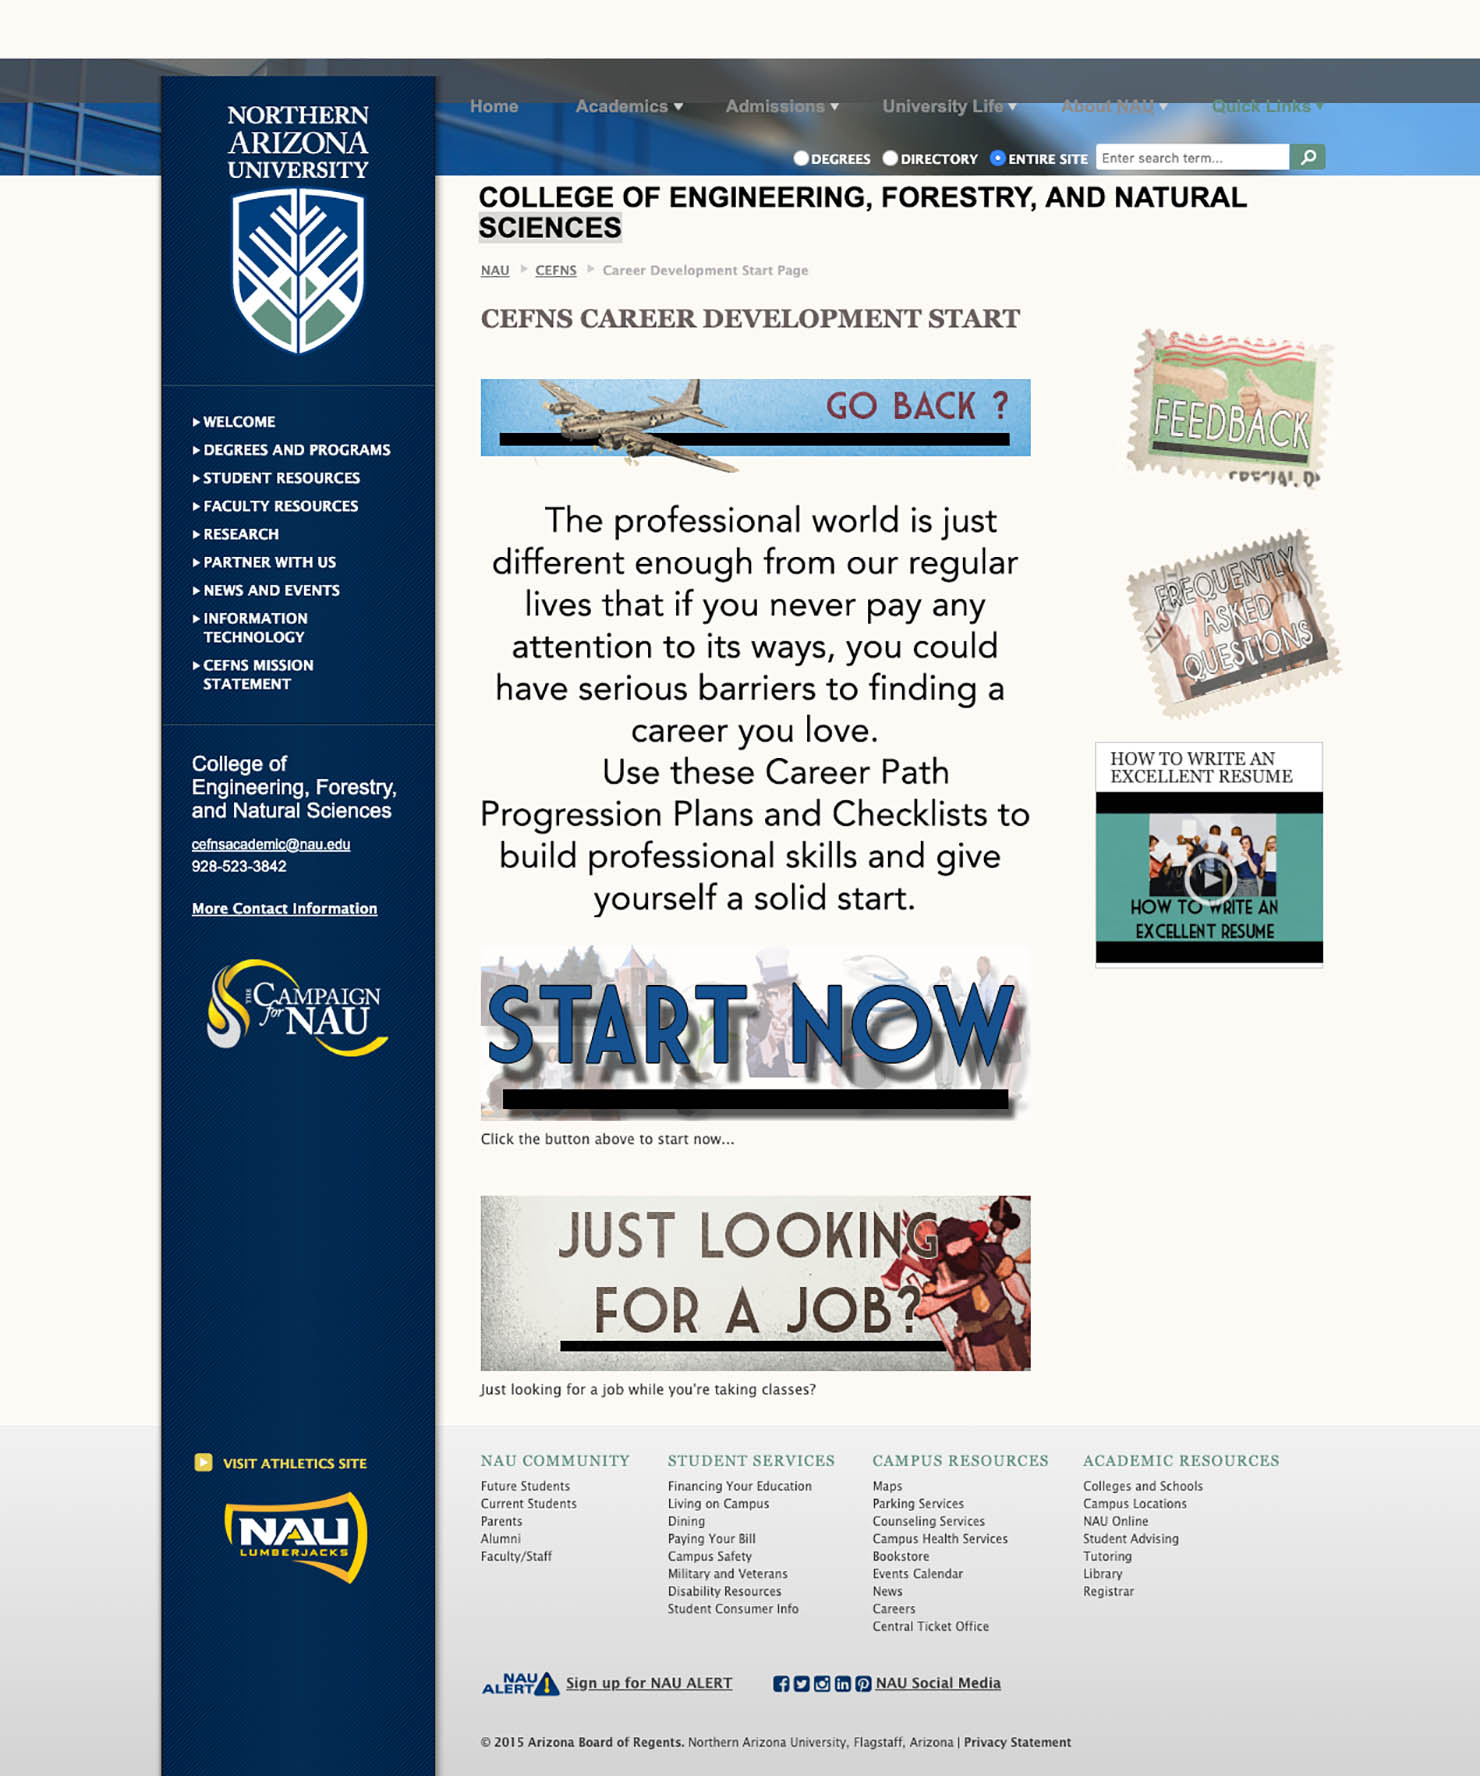 NORTHERN
ARIZONA
UNIVERSITY
Home
Academics
Admissions
University Life
About NAU
Quick Links
DEGREES
DIRECTORY
ENTIRE SITE
Enter search term...
COLLEGE OF ENGINEERING, FORESTRY, AND NATURAL
SCIENCES
NAU
CEFNS
Career Development Start Page
CEFNS CAREER DEVELOPMENT START
WELCOME
DEGREES AND PROGRAMS
STUDENT RESOURCES
FACULTY RESOURCES
RESEARCH
PARTNER WITH US
NEWS AND EVENTS
INFORMATION
TECHNOLOGY
CEFNS MISSION
STATEMENT
College of
Engineering, Forestry,
and Natural Sciences
cefnsacademic@nau.edu
928-523-3842
More Contact Information
THE
CAMPAIGN
for NAU
GO BACK ?
The professional world is just
different enough from our regular
lives that if you never pay any
attention to its ways, you could
have serious barriers to finding a
career you love.
Use these Career Path
Progression Plans and Checklists to
build professional skills and give
yourself a solid start.
START NOW
Click the button above to start now...
JUST LOOKING
FOR A JOB?
Just looking for a job while you're taking classes?
FEEDBACK
FREQUENTLY
ASKED
QUESTIONS
HOW TO WRITE AN
EXCELLENT RESUME
HOW TO WRITE AN
EXCELLENT RESUME
VISIT ATHLETICS SITE
NAU
LUMBERJACKS
NAU COMMUNITY
Future Students
Current Students
Parents
Alumni
Faculty/Staff
STUDENT SERVICES
Financing Your Education
Living on Campus
Dining
Paying Your Bill
Campus Safety
Military and Veterans
Disability Resources
Student Consumer Info
CAMPUS RESOURCES
Maps
Parking Services
Counseling Services
Campus Health Services
Bookstore
Events Calendar
News
Careers
Central Ticket Office
ACADEMIC RESOURCES
Colleges and Schools
Campus Locations
NAU Online
Student Advising
Tutoring
Library
Registrar
NAU
ALERT
Sign up for NAU ALERT
NAU Social Media
© 2015 Arizona Board of Regents. Northern Arizona University, Flagstaff, Arizona | Privacy Statement